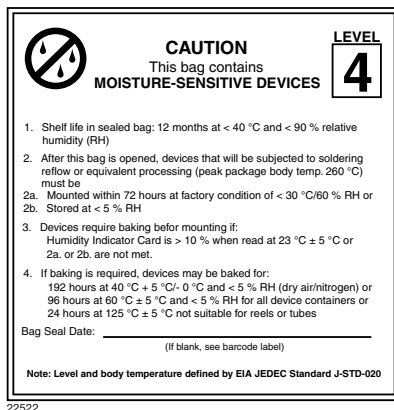 CAUTION
This bag contains
MOISTURE-SENSITIVE DEVICES
LEVEL
4
1. Shelf life in sealed bag: 12 months at < 40 °C and < 90 % relative
humidity (RH)
2. After this bag is opened, devices that will be subjected to soldering
reflow or equivalent processing (peak package body temp. 260 °C)
must be
2a. Mounted within 72 hours at factory condition of < 30 °C/60 % RH or
2b. Stored at < 5 % RH
3. Devices require baking befor mounting if:
Humidity Indicator Card is > 10 % when read at 23 °C ± 5 °C or
2a. or 2b. are not met.
4. If baking is required, devices may be baked for:
192 hours at 40 °C + 5 °C/- 0 °C and < 5 % RH (dry air/nitrogen) or
96 hours at 60 °C ± 5 °C and < 5 % RH for all device containers or
24 hours at 125 °C ± 5 °C not suitable for reels or tubes
Bag Seal Date:
(If blank, see barcode label)
Note: Level and body temperature defined by EIA JEDEC Standard J-STD-020
22522